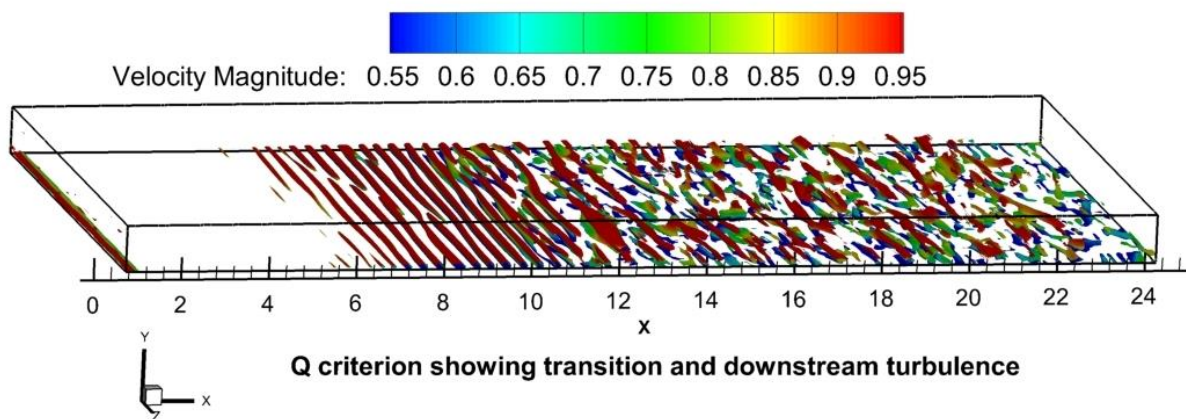 Velocity Magnitude: 0.55 0.6 0.65 0.7 0.75 0.8 0.85 0.9 0.95
0 2 4 6 8 10 12 14 16 18 20 22 24
X
Y
X
Z
Q criterion showing transition and downstream turbulence